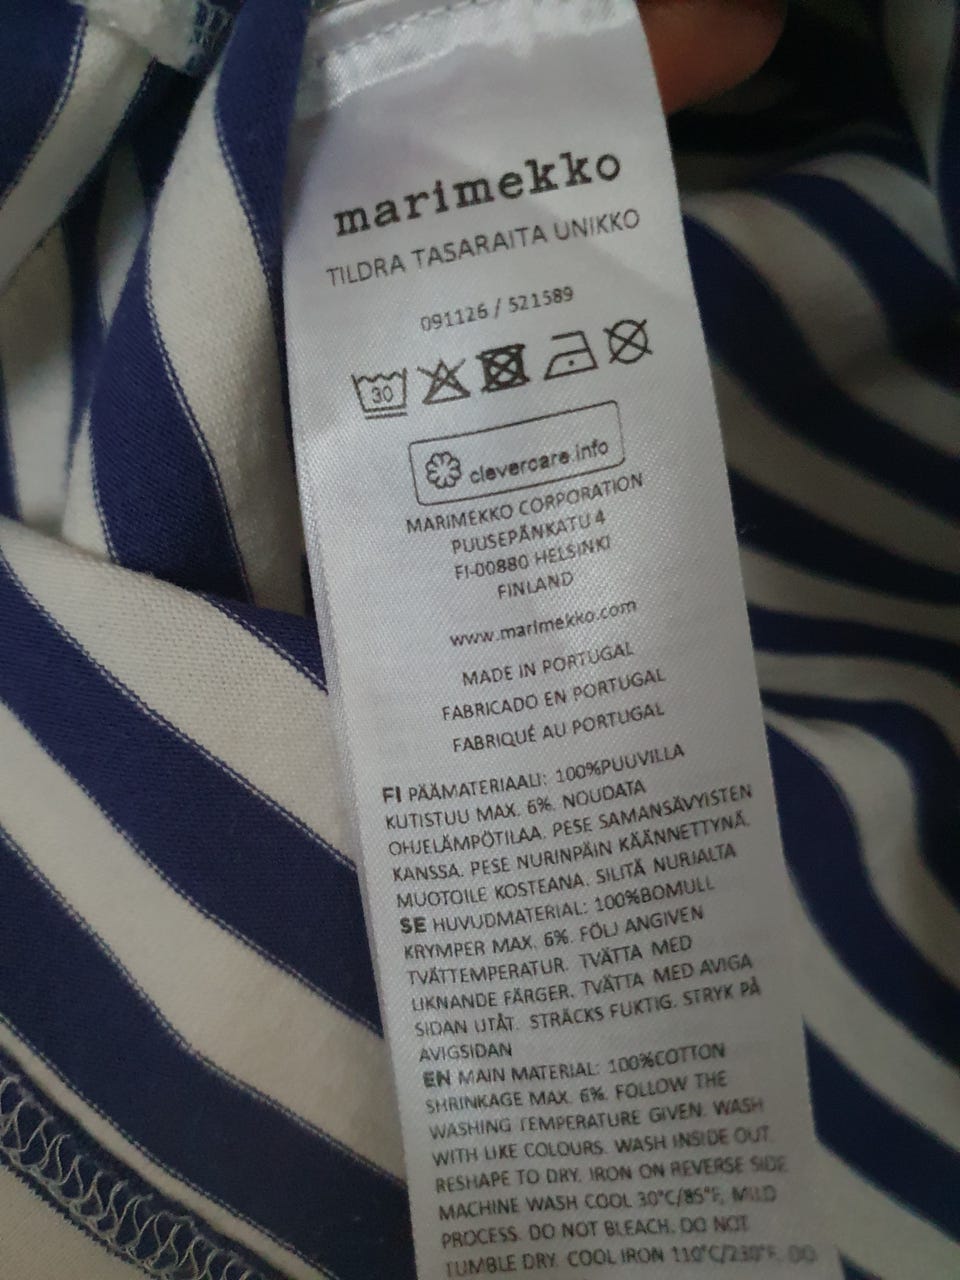 marimekko
TILDRA TASARAITA UNIKKO
091126 / 521589
30
clevercare.info
MARIMEKKO CORPORATION
PUUSEPÄNKATU 4
FI-00880 HELSINKI
FINLAND
www.marimekko.com
MADE IN PORTUGAL
FABRICADO EN PORTUGAL
FABRIQUÉ AU PORTUGAL
FI PÄÄMATERIAALI: 100%PUUVILLA
KUTISTUU MAX. 6%. NOUDATA
OHJELÄMPÖTILAA. PESE SAMANSÄVYISTEN
KANSSA. PESE NURINPÄIN KÄÄNNETTYNÄ.
MUOTOILE KOSTEANA. SILITÄ NURJALTA
SE HUVUDMATERIAL: 100%BOMULL
KRYMPER MAX. 6%. FÖLJ ANGIVEN
TVÄTTEMPERATUR. TVÄTTA MED
LIKNANDE FÄRGER. TVÄTTA MED AVIGA
SIDAN UTÅT. STRÄCKS FUKTIG. STRYK PÅ
AVIGSIDAN
EN MAIN MATERIAL: 100%COTTON
SHRINKAGE MAX. 6%. FOLLOW THE
WASHING TEMPERATURE GIVEN. WASH
WITH LIKE COLOURS. WASH INSIDE OUT.
RESHAPE TO DRY. IRON ON REVERSE SIDE
MACHINE WASH COOL 30°C/85°F, MILD
PROCESS. DO NOT BLEACH. DO NOT
TUMBLE DRY. COOL IRON 110°C/230°F. DO